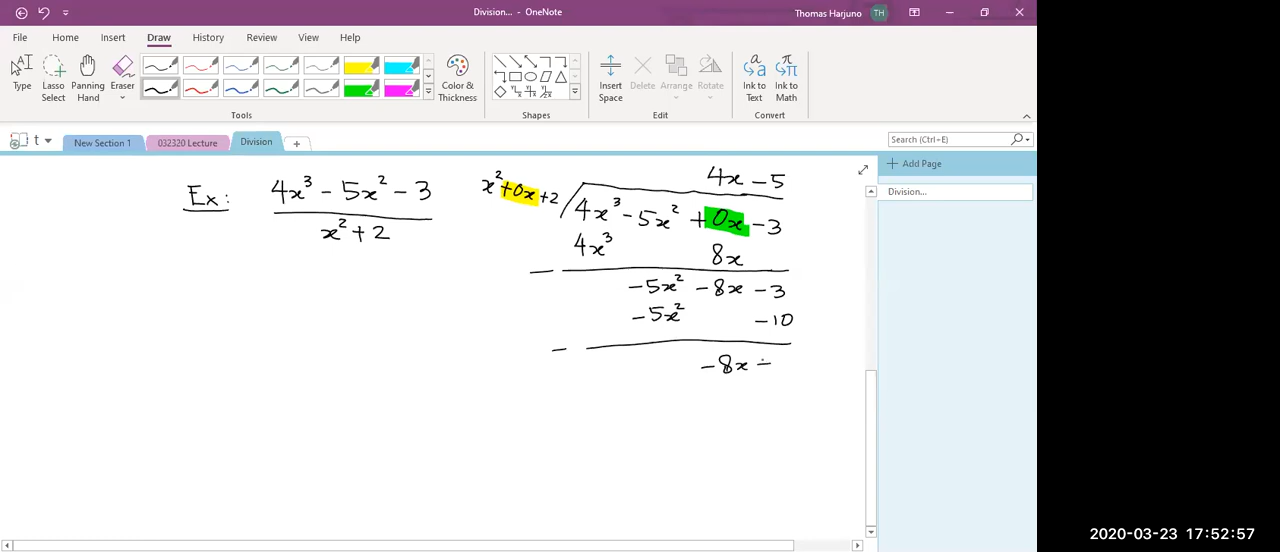 Division... - OneNote
Thomas Harjuno TH
File Home Insert Draw History Review View Help
Type Lasso Select Panning Hand Eraser Color & Thickness Insert Space Delete Arrange Rotate Ink to Text Ink to Math
Tools Shapes Edit Convert
t New Section 1 032320 Lecture Division + Search (Ctrl+E)
Add Page
Division...
Ex: (4x³ - 5x² - 3) / (x² + 2)
4x - 5
x² + 0x + 2 4x³ - 5x² + 0x - 3
4x³ 8x
-
-5x² - 8x - 3
-5x² - 10
-
-8x
2020-03-23 17:52:57